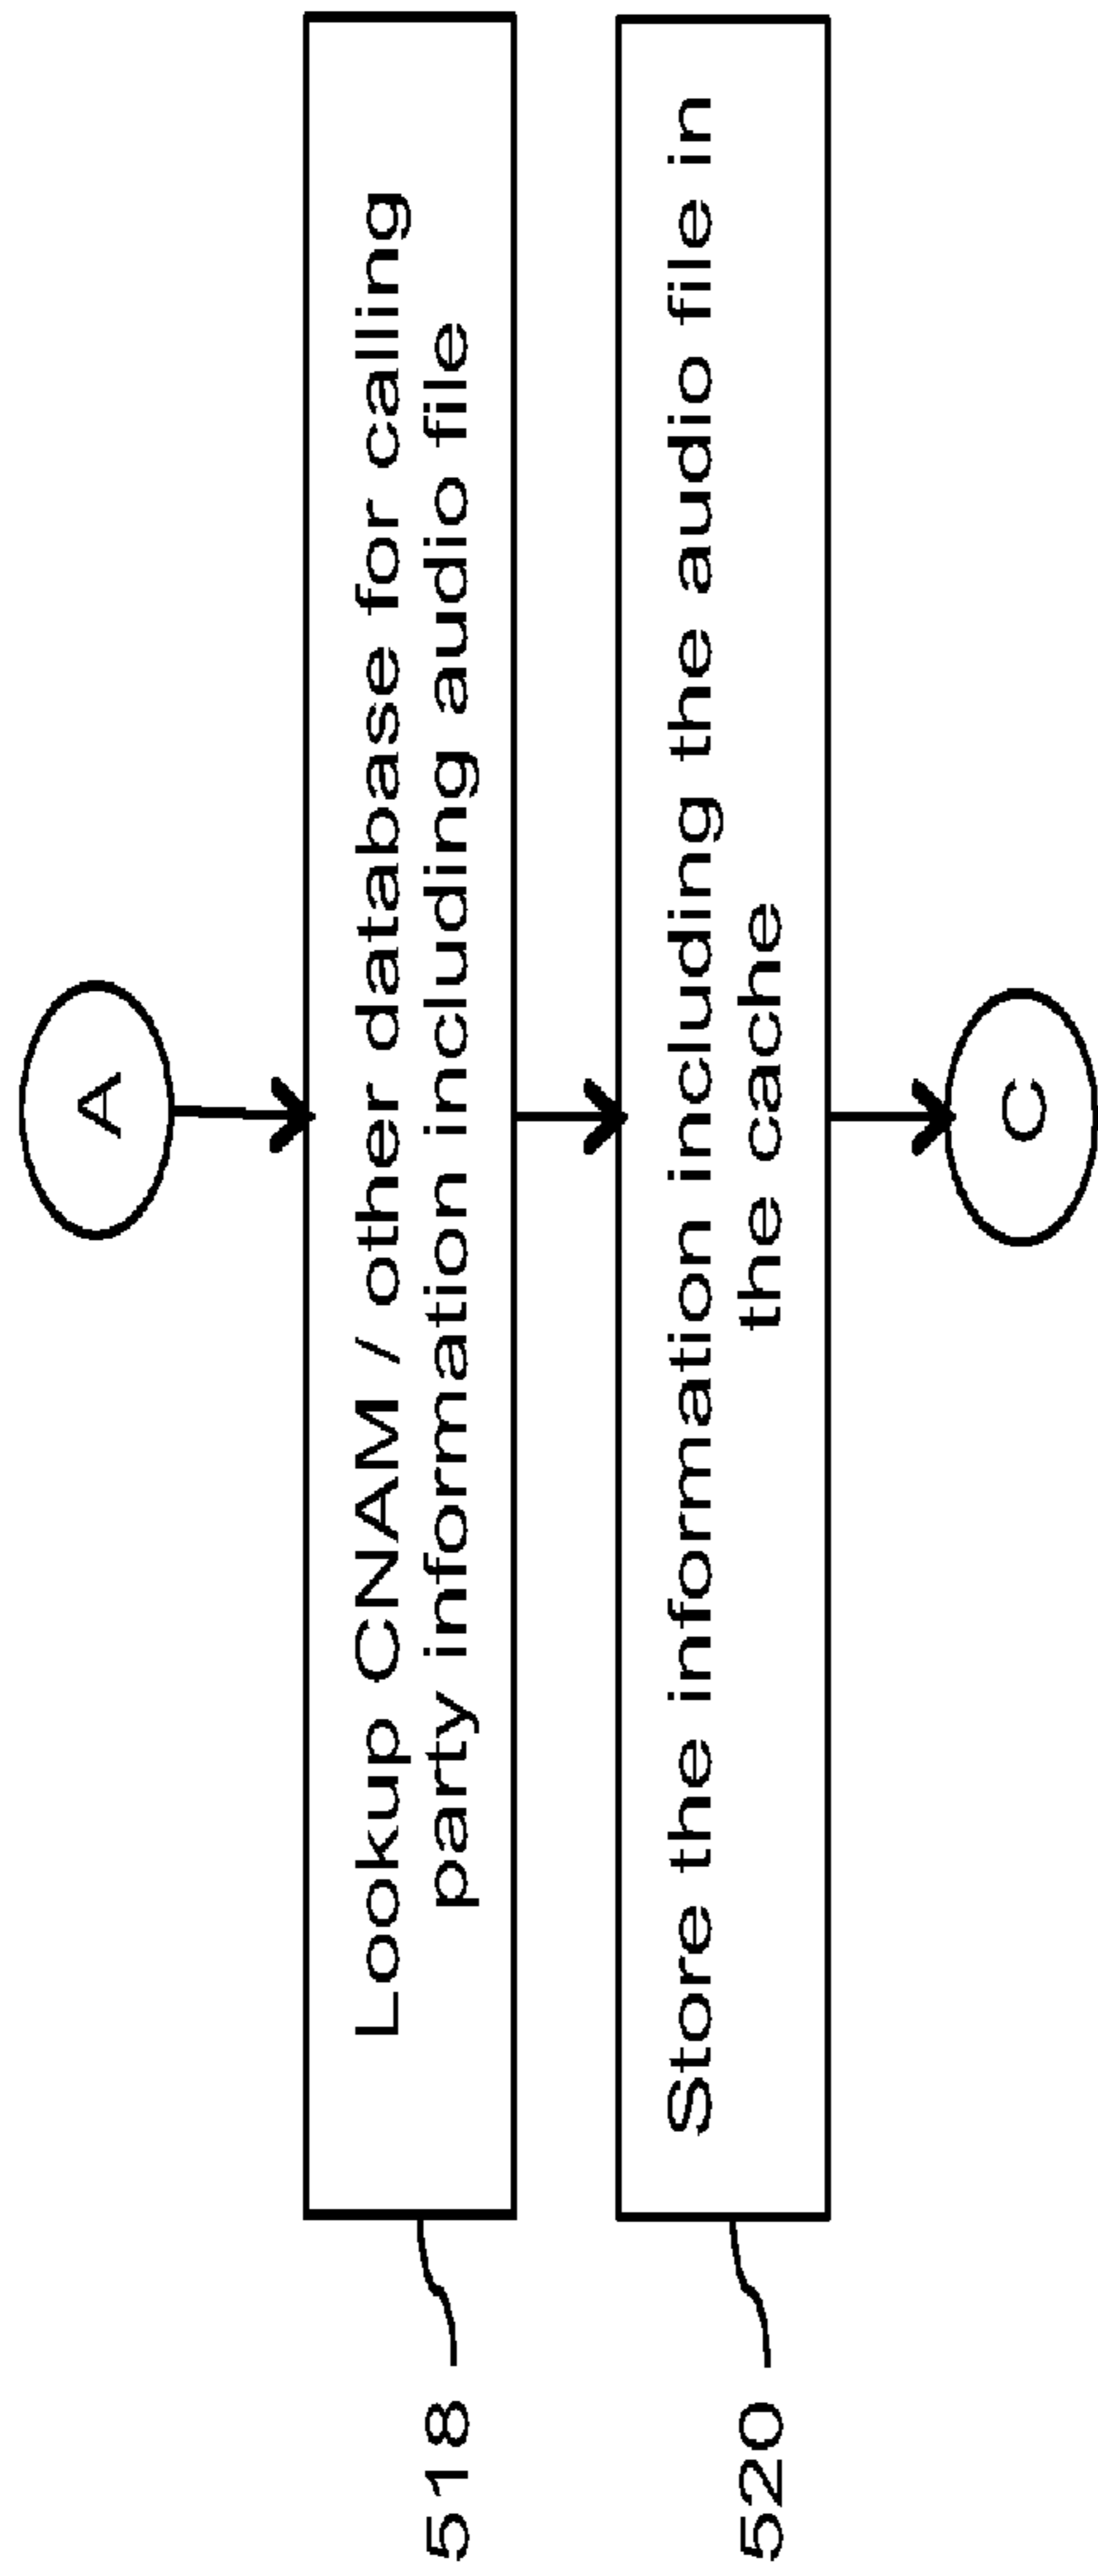 A
Lookup CNAM / other database for calling
party information including audio file
518
Store the information including the audio file in
the cache
520
C